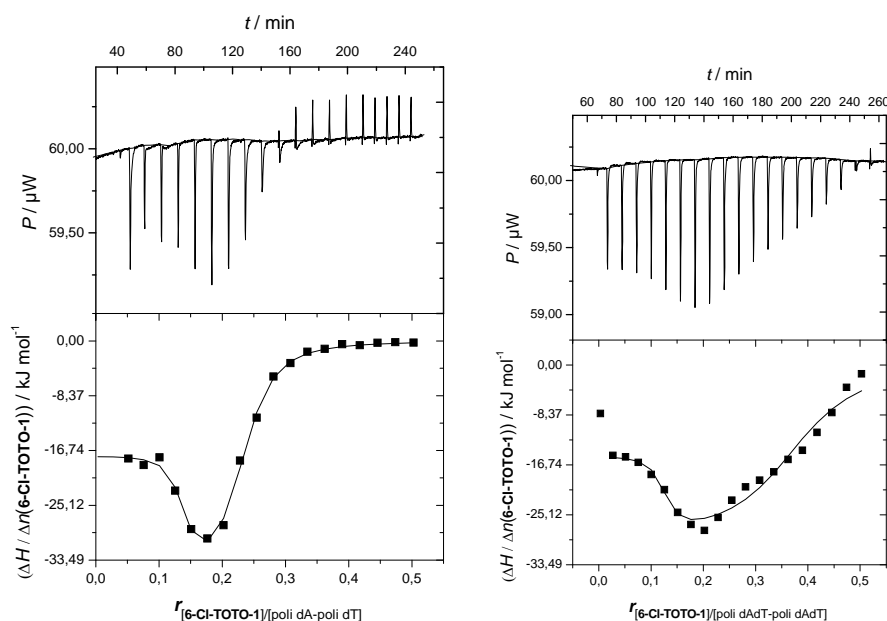 t / min
40 80 120 160 200 240
60,00
59,50
P / µW
0,00
8,37
-16,74
-25,12
-33,49
(ΔH / Δn(6-Cl-TOTO-1)) / kJ mol-1
0,0 0,1 0,2 0,3 0,4 0,5
r[6-Cl-TOTO-1]/[poli dA-poli dT]
t / min
60 80 100 120 140 160 180 200 220 240 260
60,00
59,50
59,00
P / µW
0,00
8,37
-16,74
-25,12
-33,49
(ΔH / Δn(6-Cl-TOTO-1)) / kJ mol-1
0,0 0,1 0,2 0,3 0,4 0,5
r[6-Cl-TOTO-1]/[poli dAdT-poli dAdT]